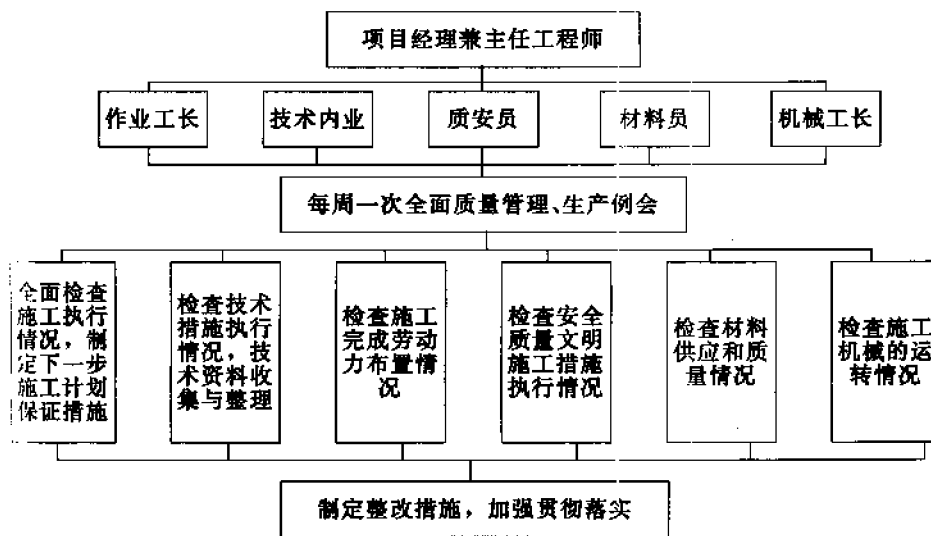 项目经理兼主任工程师
作业工长
技术内业
质安员
材料员
机械工长
每周一次全面质量管理、生产例会
全面检查
施工执行
情况，制
定下一步
施工计划
保证措施
检查技术
措施执行
情况，技
术资料收
集与整理
检查施工
完成劳动
力布置情
况
检查安全
质量文明
施工措施
执行情况
检查材料
供应和质
量情况
检查施工
机械的运
转情况
制定整改措施，加强贯彻落实